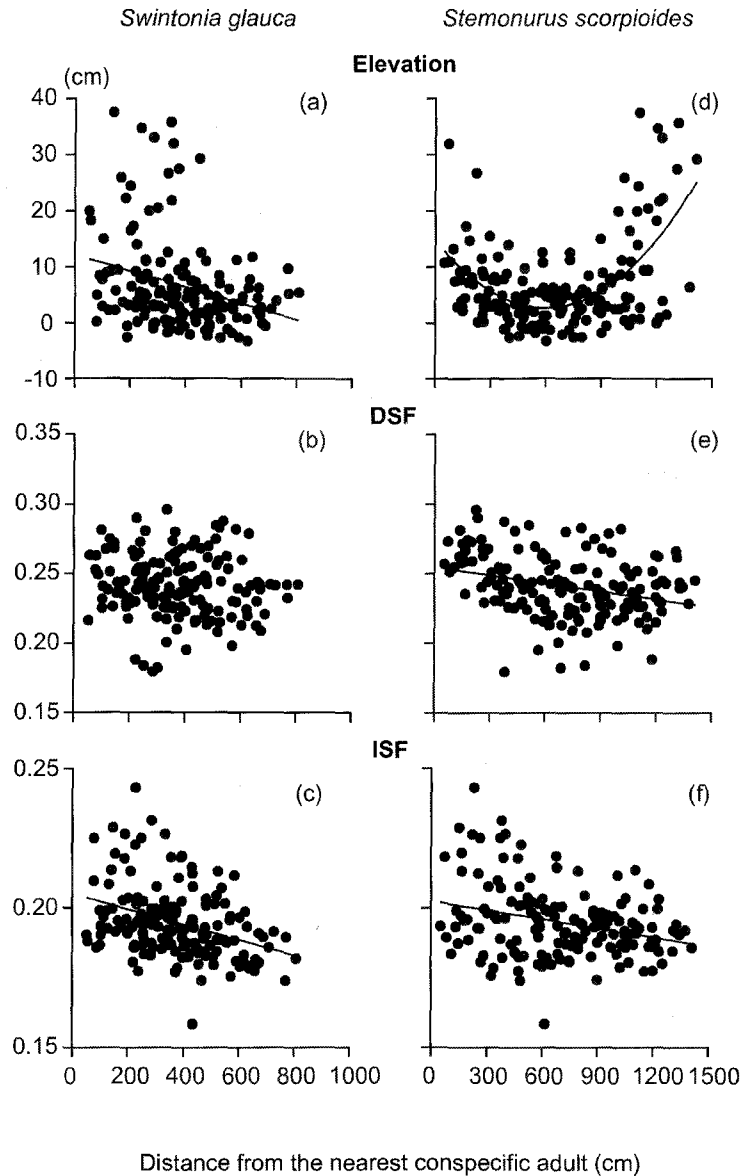 Swintonia glauca
Stemonurus scorpioides
Elevation
(cm)
(a)
(d)
40
30
20
10
0
-10
DSF
(b)
(e)
0.35
0.30
0.25
0.20
0.15
ISF
(c)
(f)
0.25
0.20
0.15
0 200 400 600 800 1000
0 300 600 900 1200 1500
Distance from the nearest conspecific adult (cm)